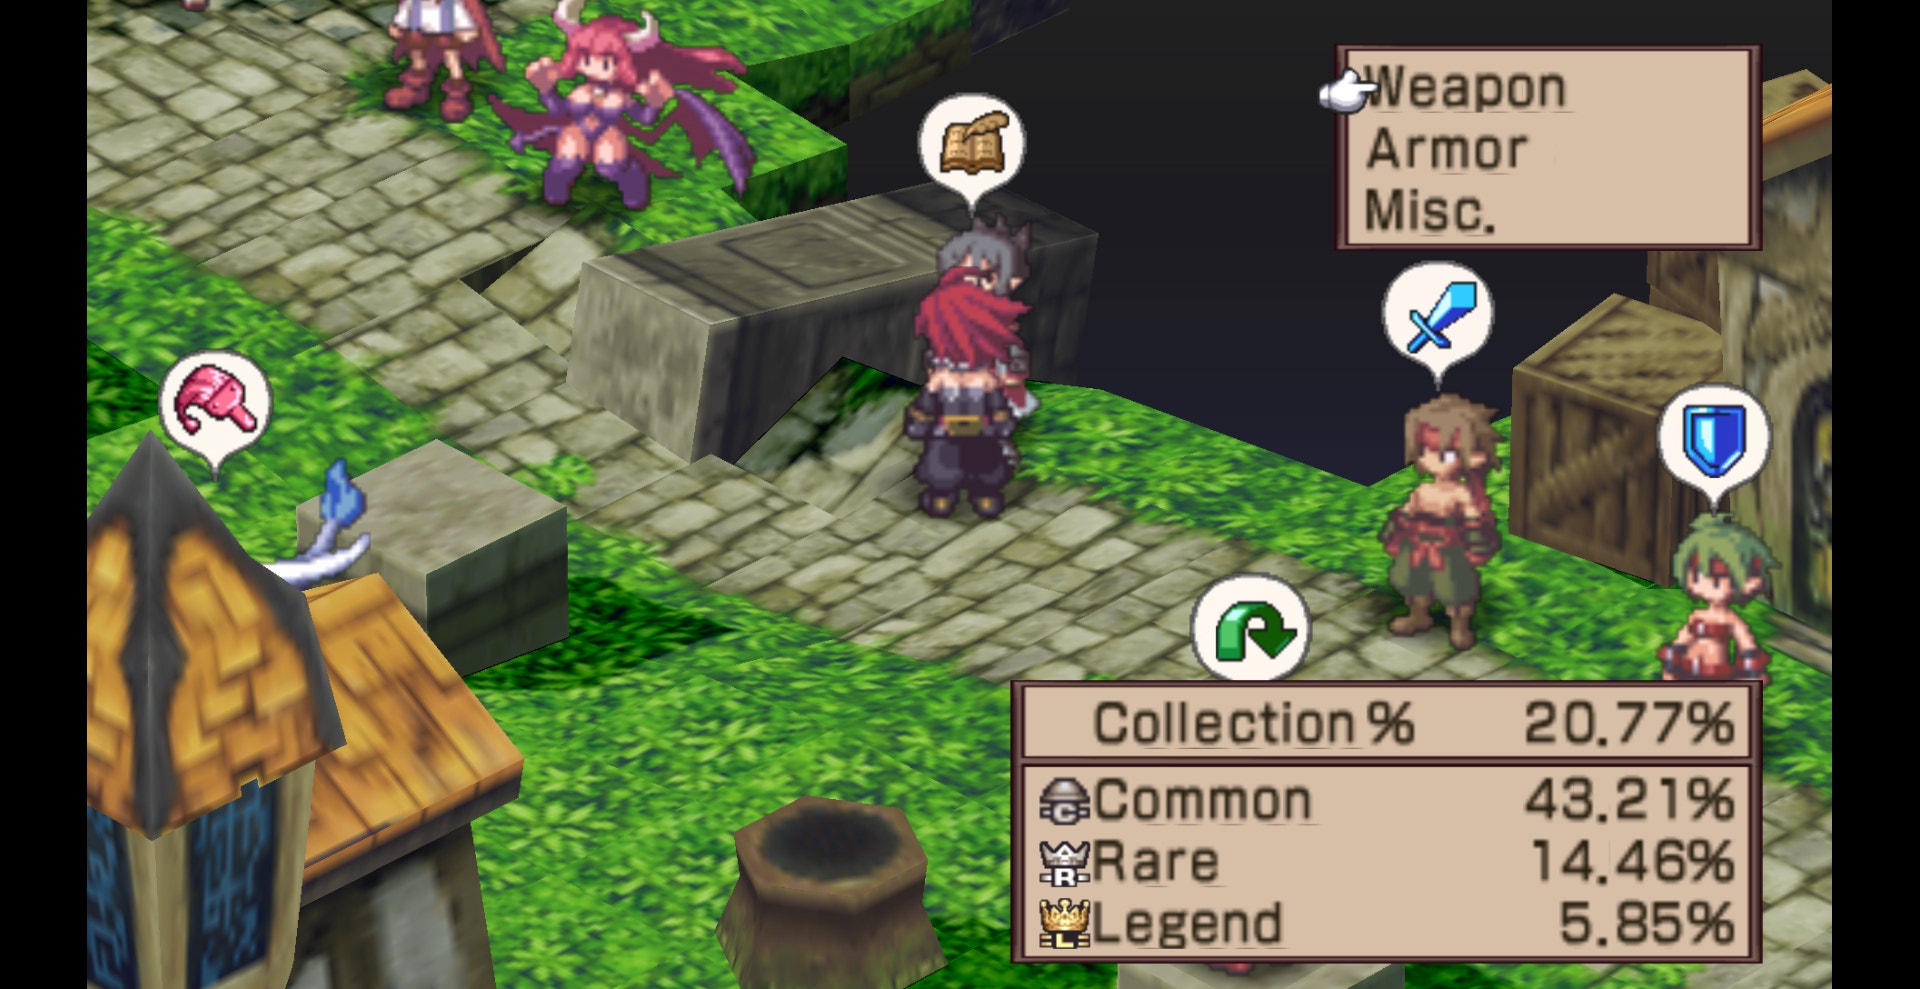 Weapon
Armor
Misc.
Collection % 20.77%
C Common 43.21%
R Rare 14.46%
L Legend 5.85%